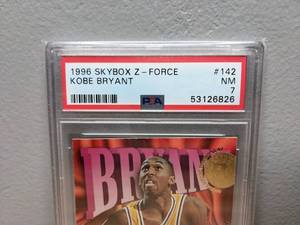 1996 SKYBOX Z-FORCE #142
KOBE BRYANT NM
PSA 7
53126826
BRYANT